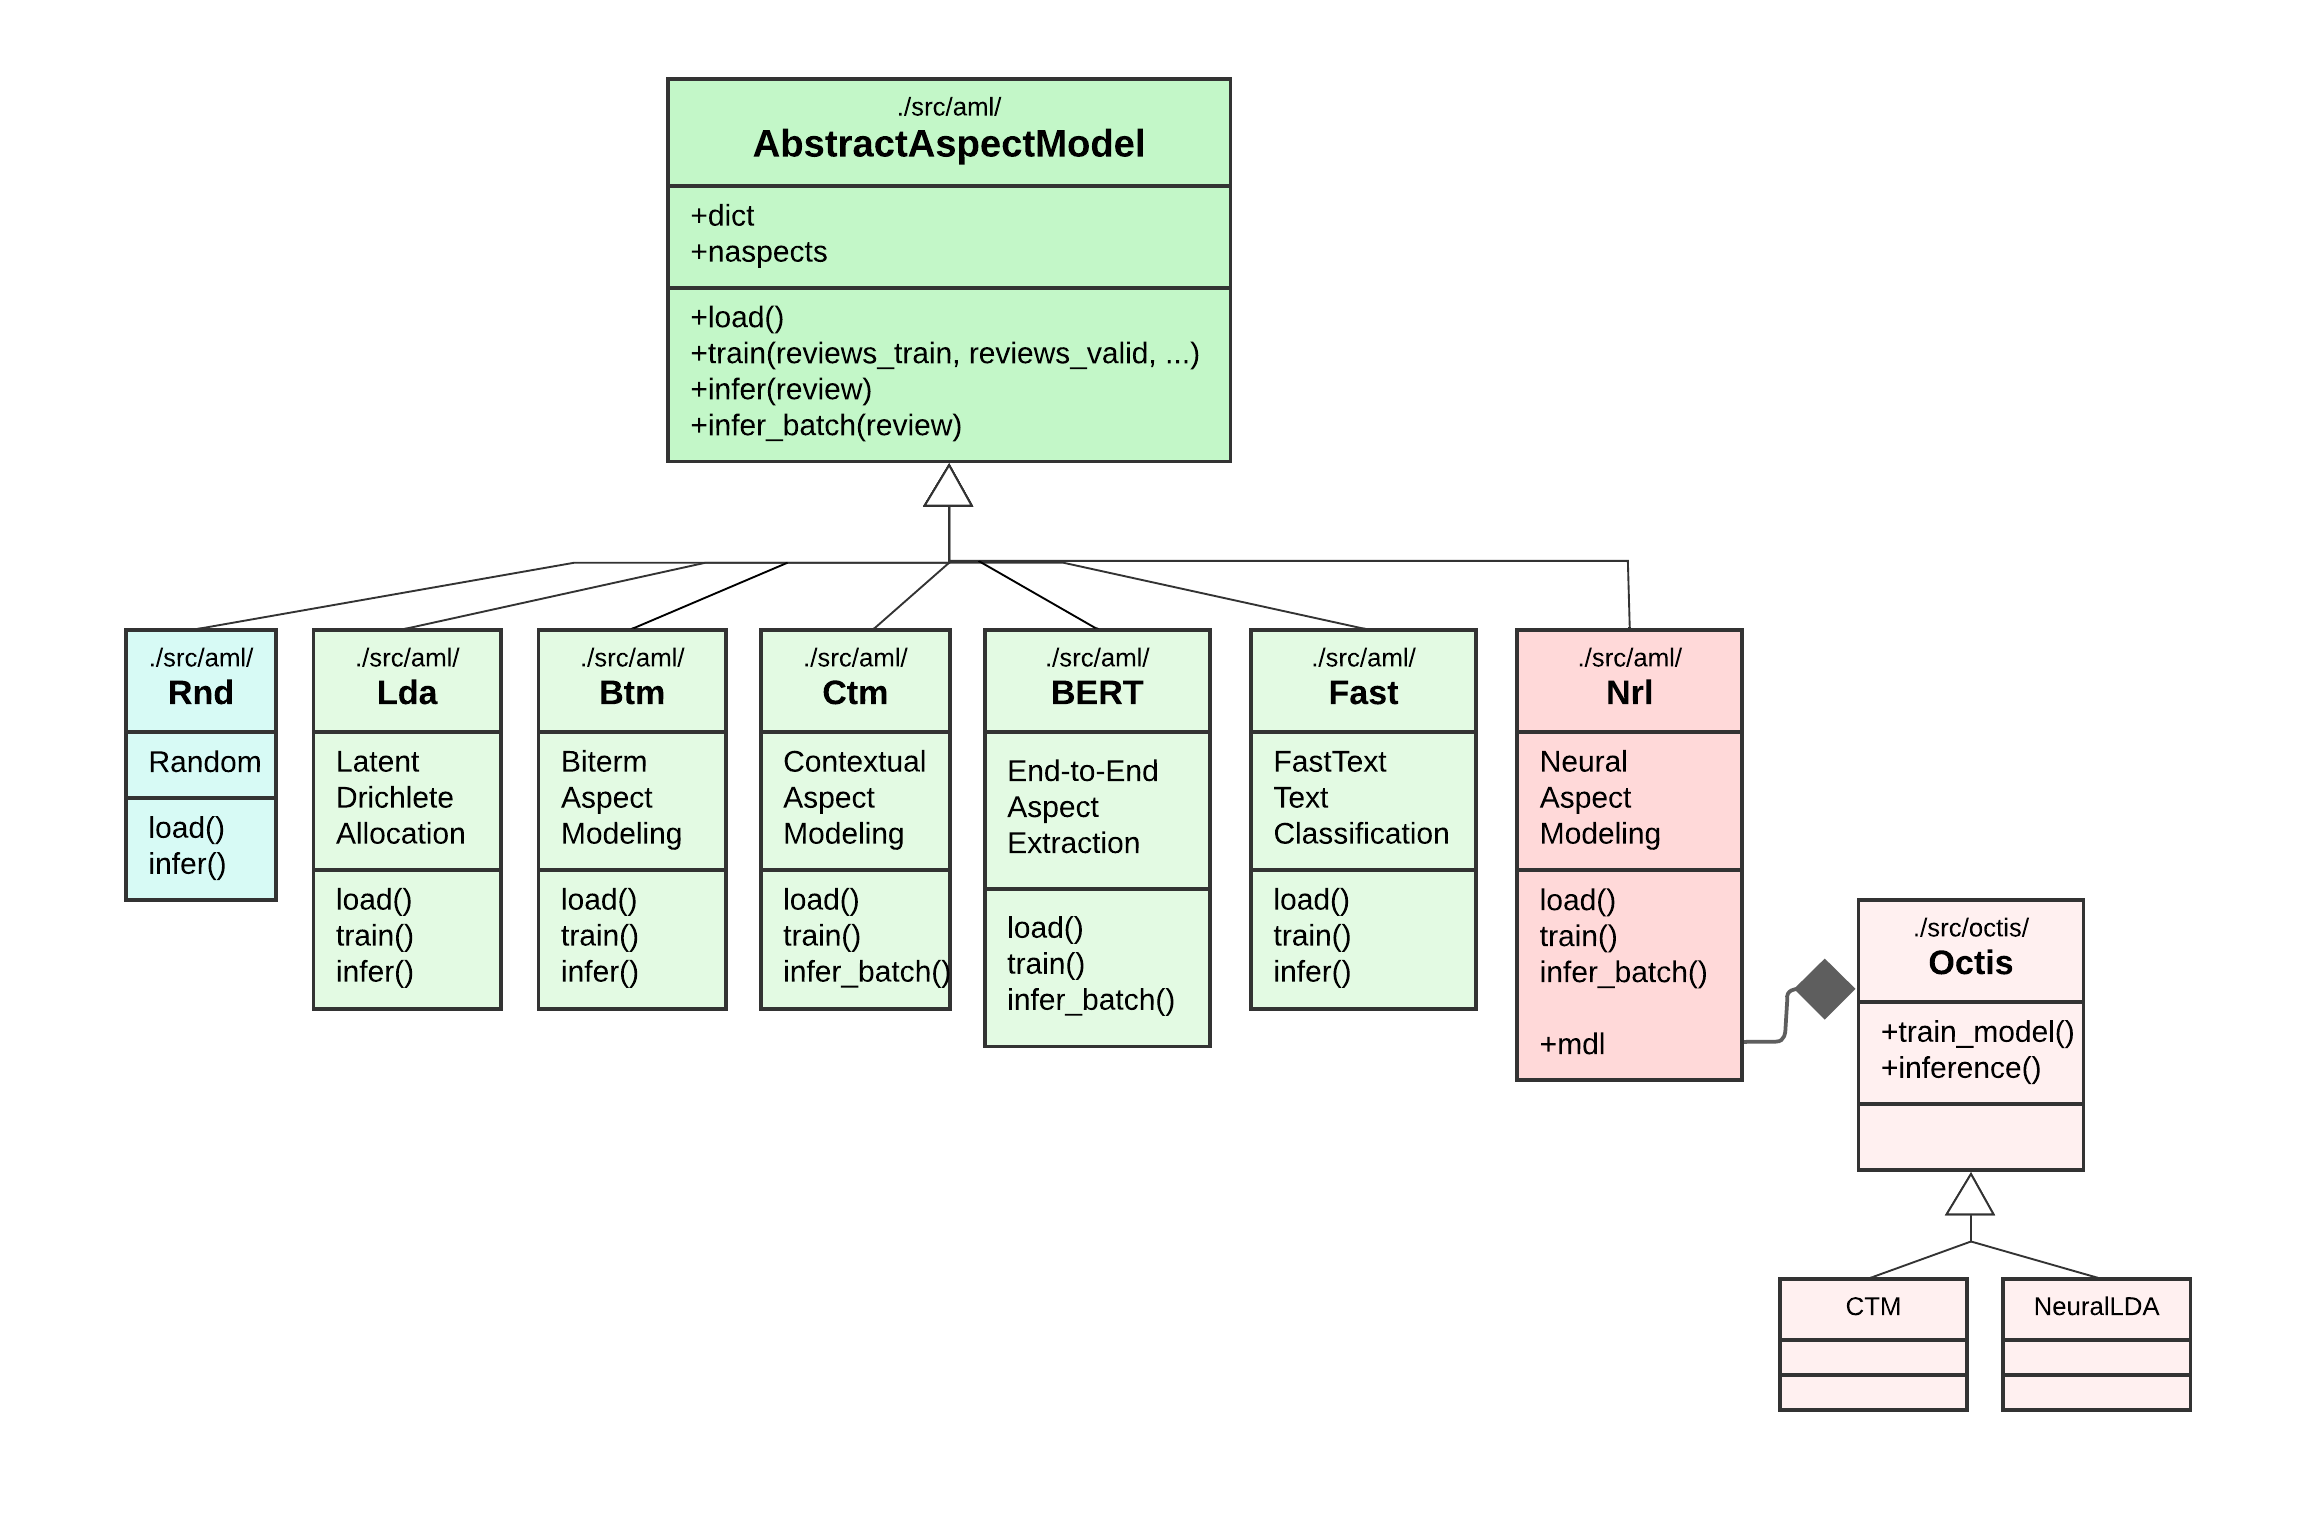 ./src/aml/
AbstractAspectModel
+dict
+naspects
+load()
+train(reviews_train, reviews_valid, ...)
+infer(review)
+infer_batch(review)
./src/aml/
Rnd
Random
load()
infer()
./src/aml/
Lda
Latent
Drichlete
Allocation
load()
train()
infer()
./src/aml/
Btm
Biterm
Aspect
Modeling
load()
train()
infer()
./src/aml/
Ctm
Contextual
Aspect
Modeling
load()
train()
infer_batch()
./src/aml/
BERT
End-to-End
Aspect
Extraction
load()
train()
infer_batch()
./src/aml/
Fast
FastText
Text
Classification
load()
train()
infer()
./src/aml/
Nrl
Neural
Aspect
Modeling
load()
train()
infer_batch()
+mdl
./src/octis/
Octis
+train_model()
+inference()
CTM
NeuralLDA